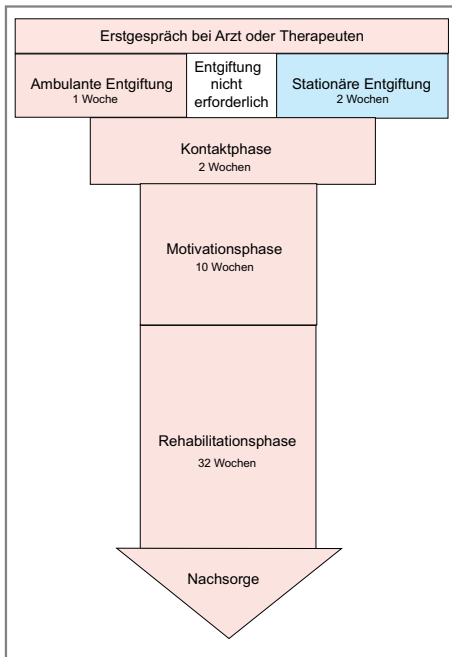 Erstgespräch bei Arzt oder Therapeuten
Ambulante Entgiftung
1 Woche
Entgiftung
nicht
erforderlich
Stationäre Entgiftung
2 Wochen
Kontaktphase
2 Wochen
Motivationsphase
10 Wochen
Rehabilitationsphase
32 Wochen
Nachsorge